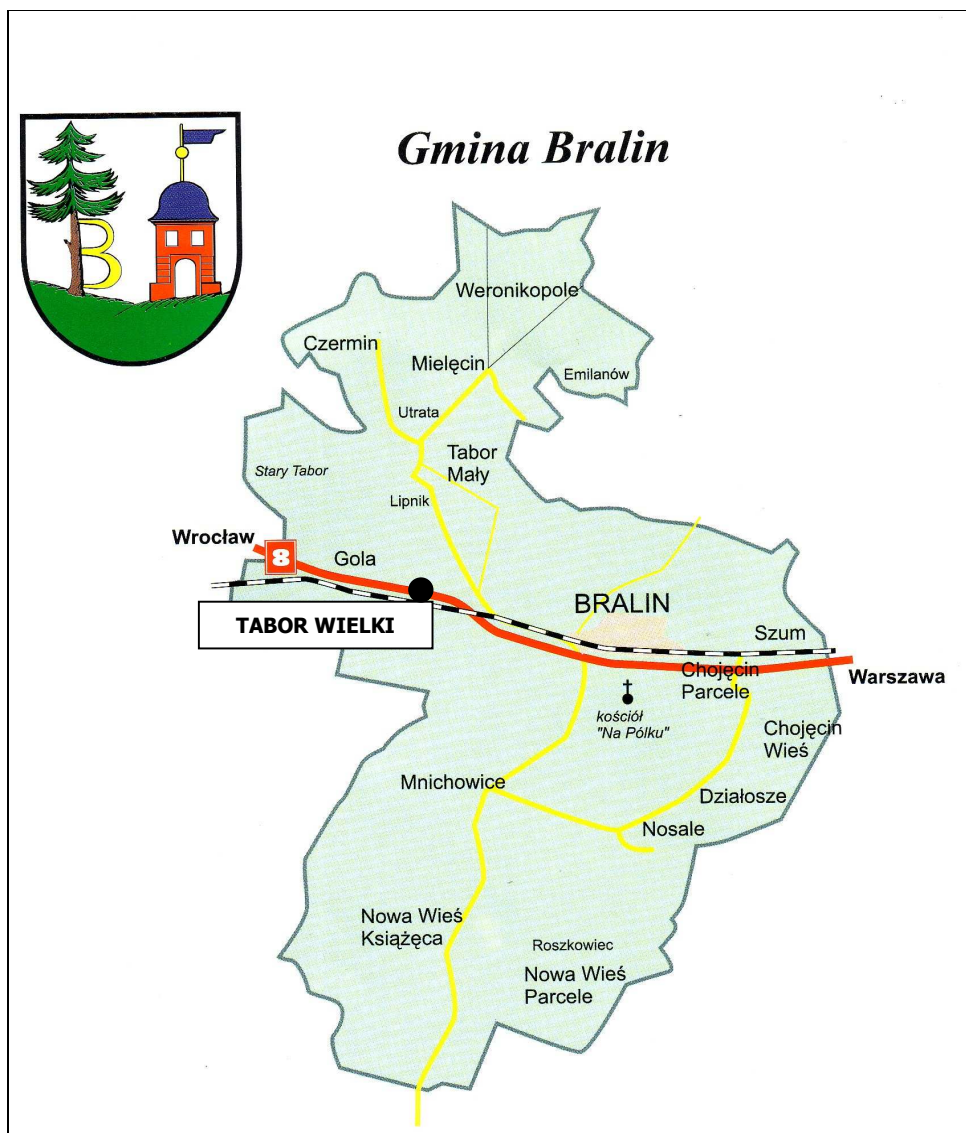 Gmina Bralin
B
Weronikopole
Czermin
Mielęcin
Emilanów
Utrata
Tabor
Mały
Stary Tabor
Lipnik
Wrocław
8
Gola
BRALIN
TABOR WIELKI
Szum
Chojęcin
Parcele
Warszawa
kościół
"Na Pólku"
Chojęcin
Wieś
Mnichowice
Działosze
Nosale
Nowa Wieś
Książęca
Roszkowiec
Nowa Wieś
Parcele